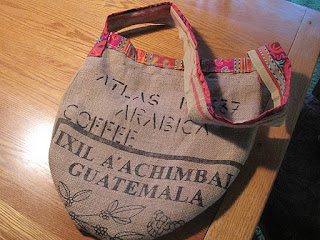 ATLAS
ARABICA
COFFEE
IXIL A'ACHIMBAL
GUATEMALA